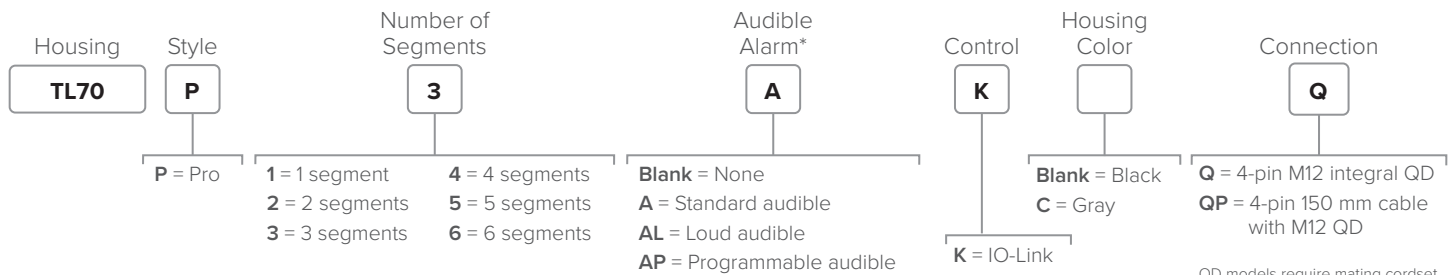 Housing
Style
Number of
Segments
Audible
Alarm*
Control
Housing
Color
Connection
TL70
P
3
A
K
Q
P = Pro
1 = 1 segment
2 = 2 segments
3 = 3 segments
4 = 4 segments
5 = 5 segments
6 = 6 segments
Blank = None
A = Standard audible
AL = Loud audible
AP = Programmable audible
K = IO-Link
Blank = Black
C = Gray
Q = 4-pin M12 integral QD
QP = 4-pin 150 mm cable
with M12 QD
QD models require mating cordset